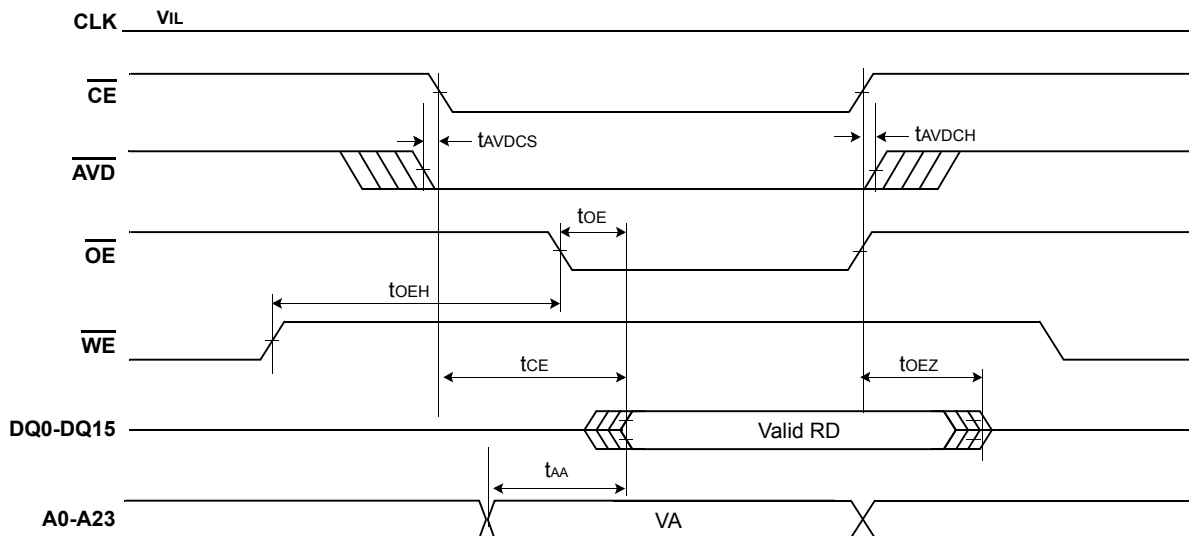 CLK VIL
CE
tAVDCS tAVDCH
AVD
tOE
OE
tOEH
WE
tCE tOEZ
DQ0-DQ15 Valid RD
tAA
A0-A23 VA